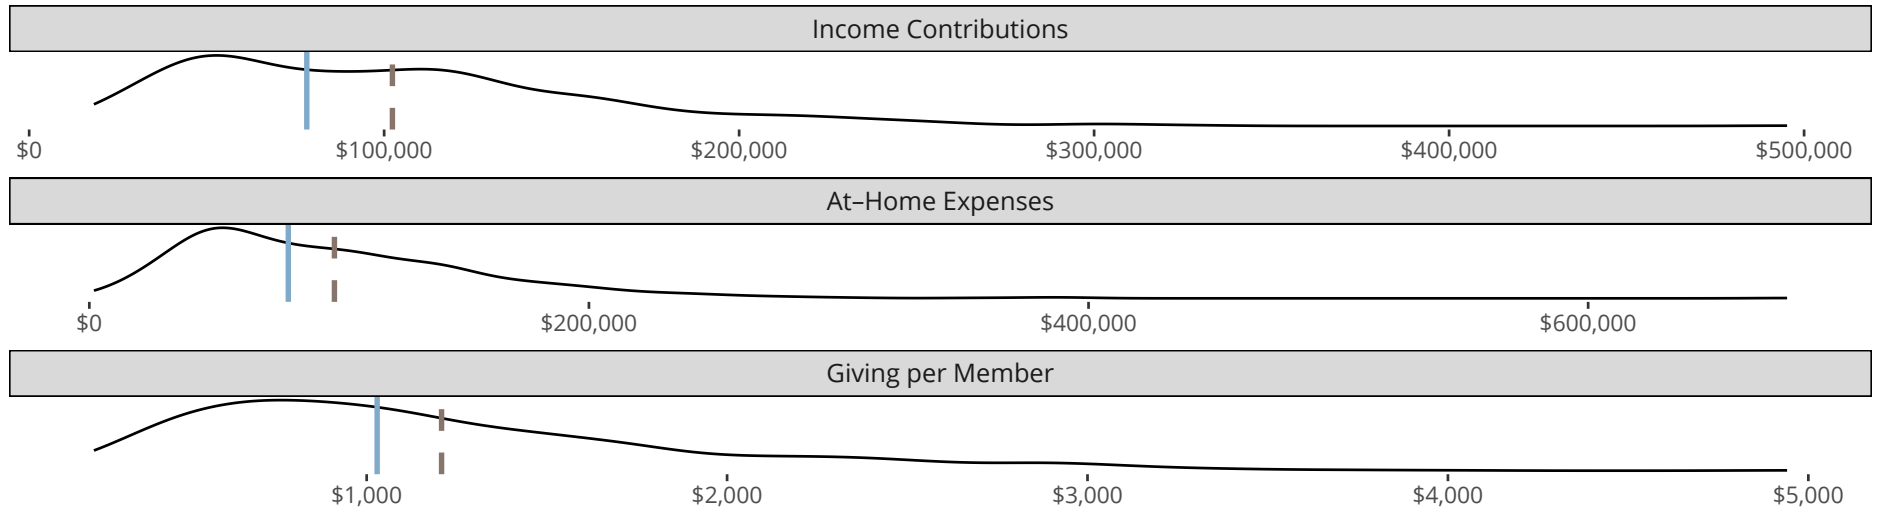 Income Contributions
$0 $100,000 $200,000 $300,000 $400,000 $500,000
At–Home Expenses
$0 $200,000 $400,000 $600,000
Giving per Member
$1,000 $2,000 $3,000 $4,000 $5,000